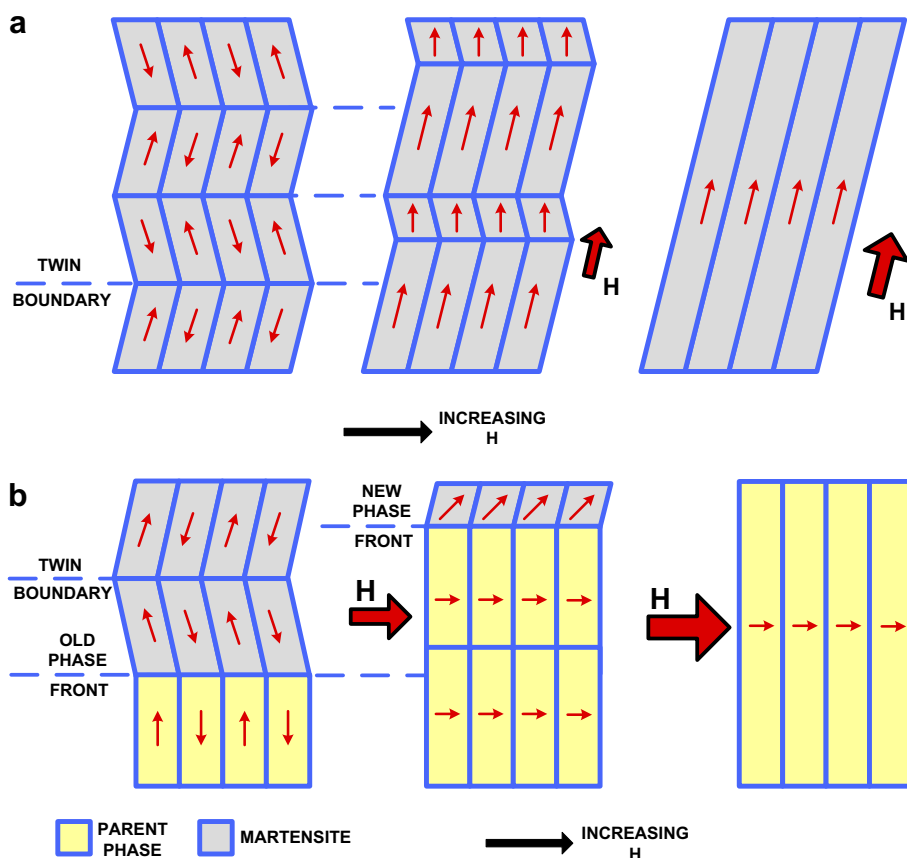 a
TWIN
BOUNDARY
H
H
INCREASING
H
b
NEW
PHASE
FRONT
TWIN
BOUNDARY
H
H
OLD
PHASE
FRONT
PARENT
PHASE
MARTENSITE
INCREASING
H